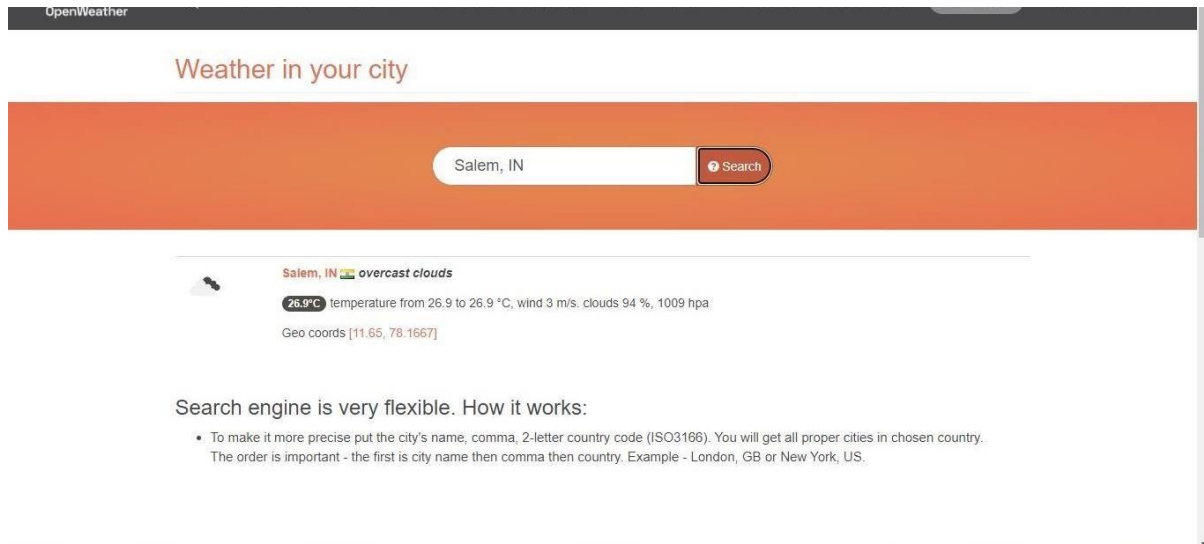 OpenWeather
Weather in your city
Salem, IN
Search
Salem, IN overcast clouds
26.9°C temperature from 26.9 to 26.9 °C, wind 3 m/s. clouds 94 %, 1009 hpa
Geo coords [11.65, 78.1667]
Search engine is very flexible. How it works:
• To make it more precise put the city's name, comma, 2-letter country code (ISO3166). You will get all proper cities in chosen country.
The order is important - the first is city name then comma then country. Example - London, GB or New York, US.